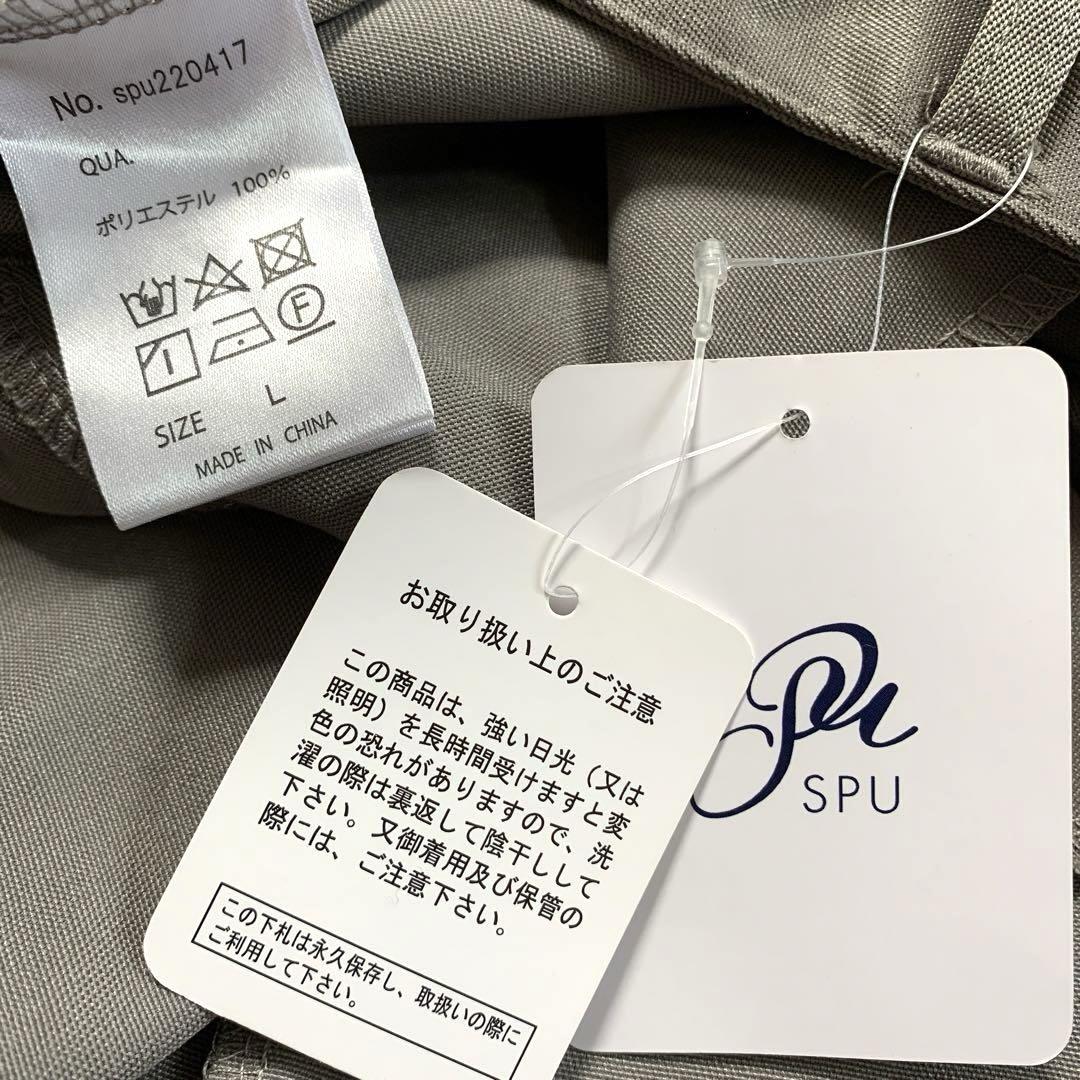 No. spu220417
QUA.
ポリエステル 100%
F
SIZE L
MADE IN CHINA
お取り扱い上のご注意
この商品は、強い日光（又は
照明）を長時間受けますと変
色の恐れがありますので、洗
濯の際は裏返して陰干しして
下さい。又御着用及び保管の
際には、ご注意下さい。
この下札は永久保存し、取扱いの際に
ご利用して下さい。
Spu
SPU